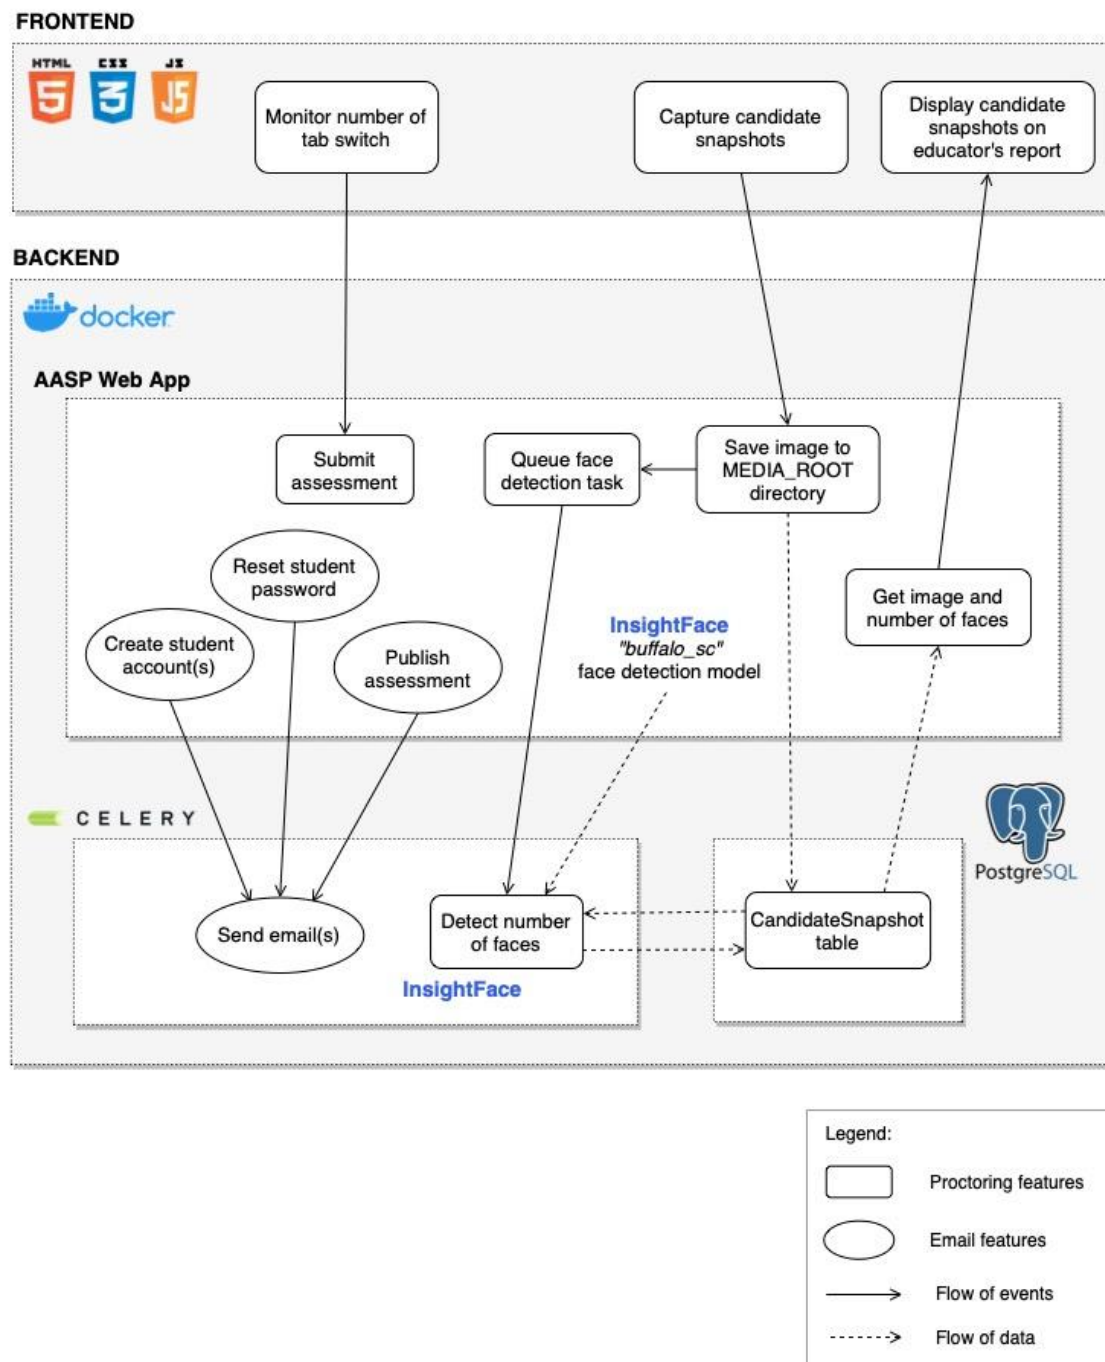 FRONTEND
HTML
CSS
JS
5
3
JS
Monitor number of
tab switch
Capture candidate
snapshots
Display candidate
snapshots on
educator's report
BACKEND
docker
AASP Web App
Submit
assessment
Queue face
detection task
Save image to
MEDIA_ROOT
directory
Reset student
password
Create student
account(s)
Publish
assessment
InsightFace
"buffalo_sc"
face detection model
Get image and
number of faces
CELERY
PostgreSQL
Send email(s)
Detect number
of faces
InsightFace
CandidateSnapshot
table
Legend:
Proctoring features
Email features
Flow of events
Flow of data